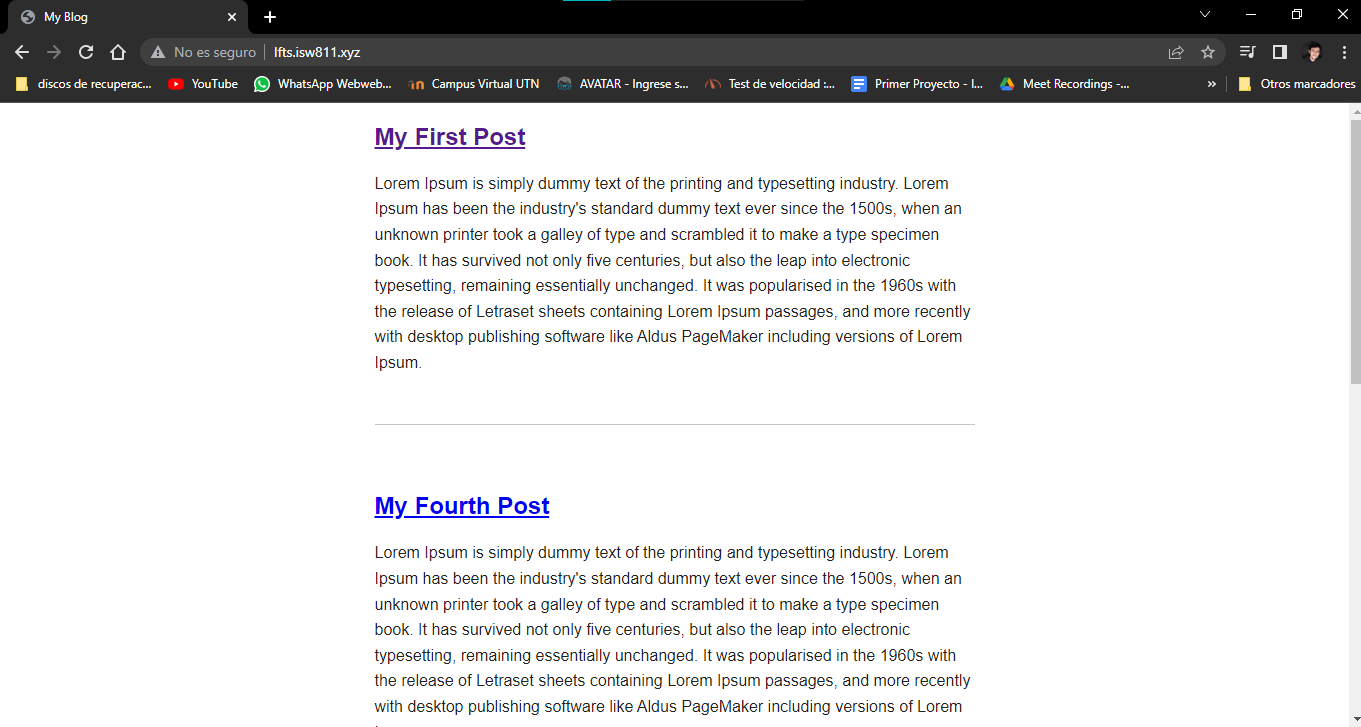 My Blog
No es seguro lfts.isw811.xyz
discos de recuperac... YouTube WhatsApp Webweb... Campus Virtual UTN AVATAR - Ingrese s... Test de velocidad :... Primer Proyecto - I... Meet Recordings -... » Otros marcadores
My First Post
Lorem Ipsum is simply dummy text of the printing and typesetting industry. Lorem
Ipsum has been the industry's standard dummy text ever since the 1500s, when an
unknown printer took a galley of type and scrambled it to make a type specimen
book. It has survived not only five centuries, but also the leap into electronic
typesetting, remaining essentially unchanged. It was popularised in the 1960s with
the release of Letraset sheets containing Lorem Ipsum passages, and more recently
with desktop publishing software like Aldus PageMaker including versions of Lorem
Ipsum.
My Fourth Post
Lorem Ipsum is simply dummy text of the printing and typesetting industry. Lorem
Ipsum has been the industry's standard dummy text ever since the 1500s, when an
unknown printer took a galley of type and scrambled it to make a type specimen
book. It has survived not only five centuries, but also the leap into electronic
typesetting, remaining essentially unchanged. It was popularised in the 1960s with
the release of Letraset sheets containing Lorem Ipsum passages, and more recently
with desktop publishing software like Aldus PageMaker including versions of Lorem